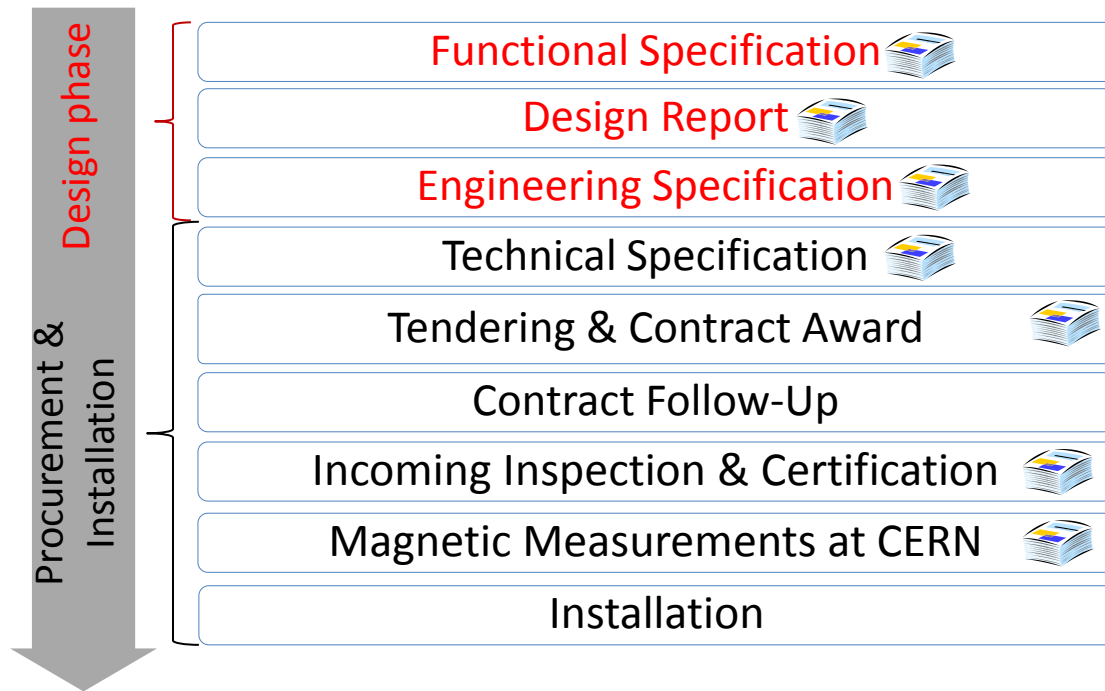 Design phase
Functional Specification
Design Report
Engineering Specification
Procurement &
Installation
Technical Specification
Tendering & Contract Award
Contract Follow-Up
Incoming Inspection & Certification
Magnetic Measurements at CERN
Installation